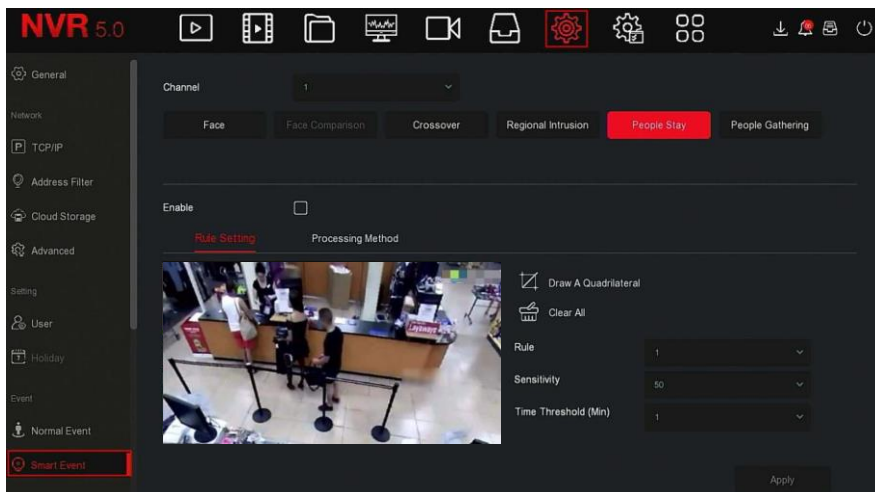 NVR 5.0
General
Channel
1
Network
Face
Face Comparison
Crossover
Regional Intrusion
People Stay
People Gathering
TCP/IP
Address Filter
Enable
Cloud Storage
Rule Setting
Processing Method
Advanced
Draw A Quadrilateral
Setting
Clear All
User
Rule
1
Holiday
Sensitivity
50
Event
Time Threshold (Min)
1
Normal Event
Smart Event
Apply